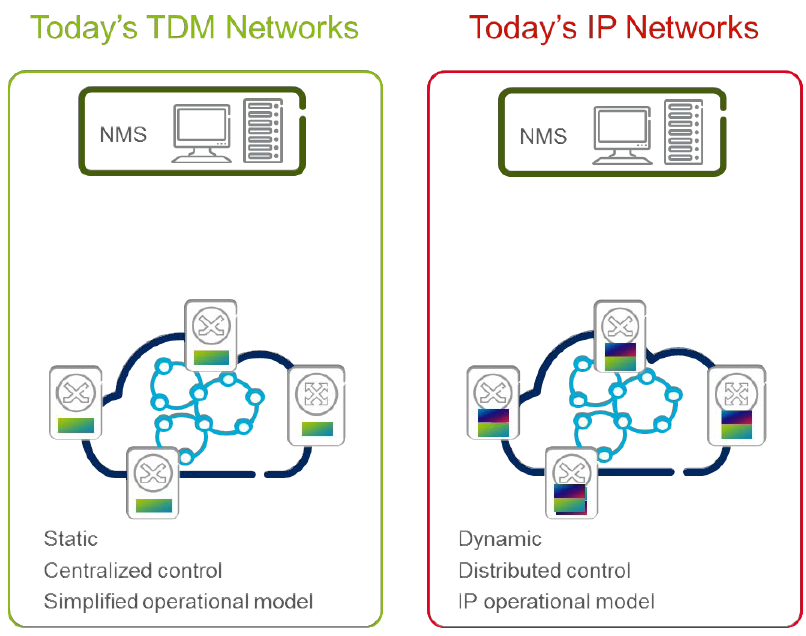 Today's TDM Networks
NMS
Static
Centralized control
Simplified operational model
Today's IP Networks
NMS
Dynamic
Distributed control
IP operational model